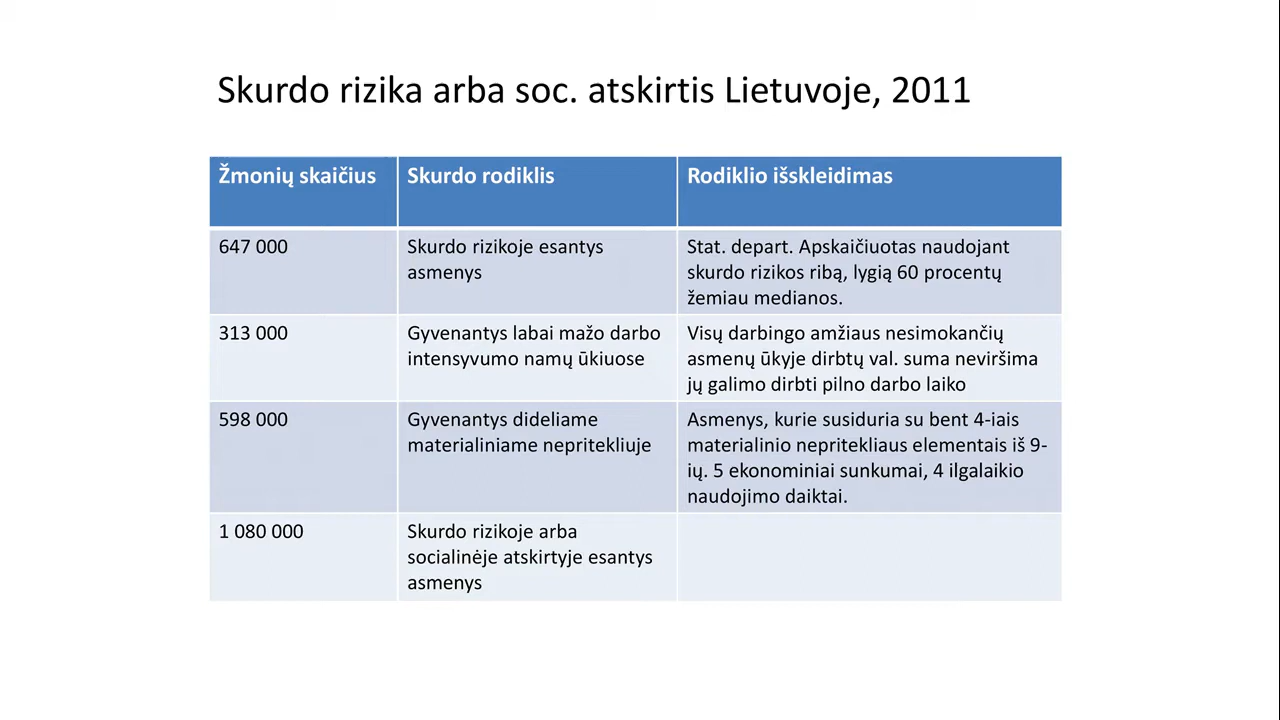 Skurdo rizika arba soc. atskirtis Lietuvoje, 2011
Žmonių skaičius
Skurdo rodiklis
Rodiklio išskleidimas
647 000
Skurdo rizikoje esantys
asmenys
Stat. depart. Apskaičiuotas naudojant
skurdo rizikos ribą, lygią 60 procentų
žemiau medianos.
313 000
Gyvenantys labai mažo darbo
intensyvumo namų ūkiuose
Visų darbingo amžiaus nesimokančių
asmenų ūkyje dirbtų val. suma neviršima
jų galimo dirbti pilno darbo laiko
598 000
Gyvenantys dideliame
materialiniame nepritekliuje
Asmenys, kurie susiduria su bent 4-iais
materialinio nepritekliaus elementais iš 9-
ių. 5 ekonominiai sunkumai, 4 ilgalaikio
naudojimo daiktai.
1 080 000
Skurdo rizikoje arba
socialinėje atskirtyje esantys
asmenys